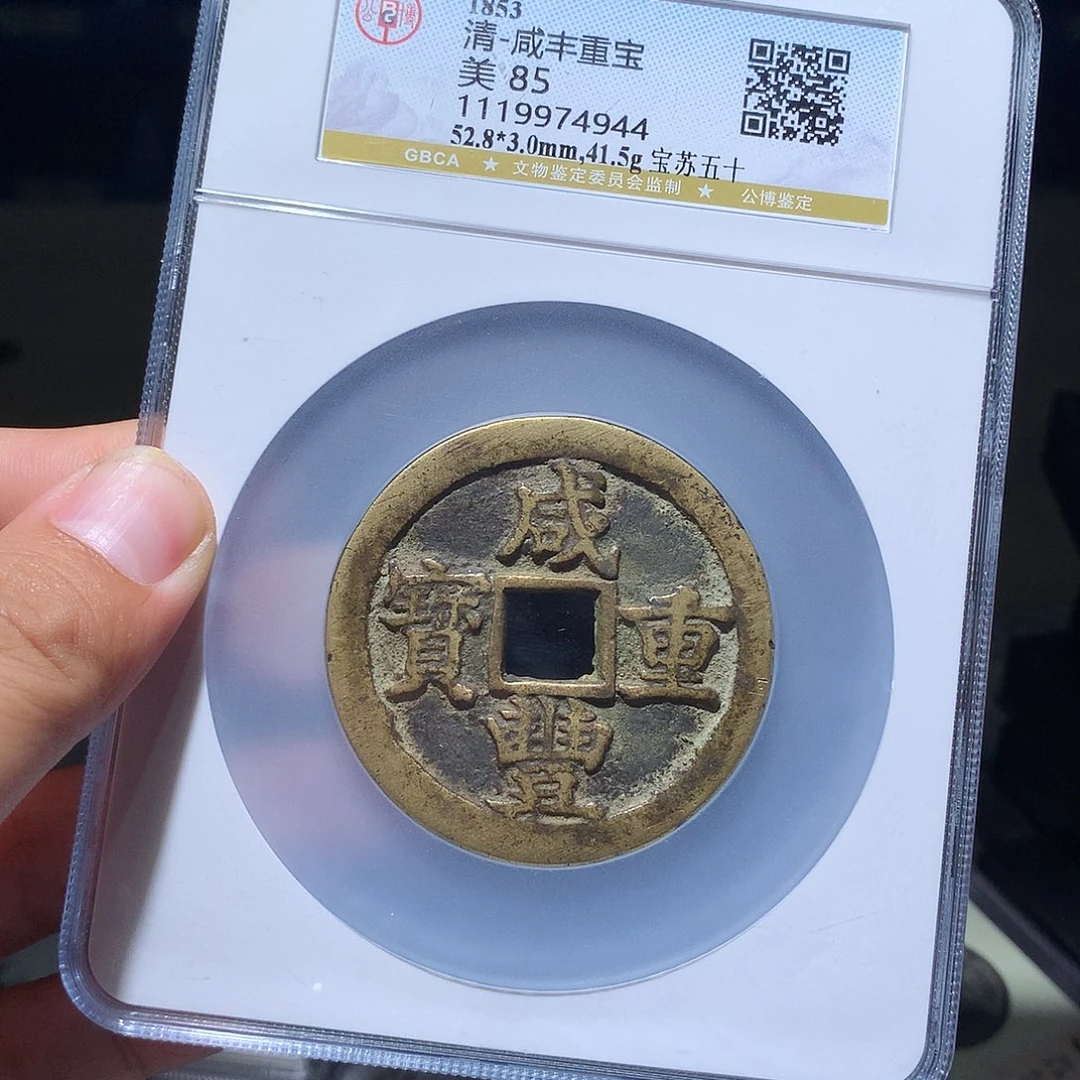 1853
清-咸丰重宝
美 85
1119974944
52.8*3.0mm,41.5g 宝苏五十
GBCA ★ 文物鉴定委员会监制 ★ 公博鉴定
咸
寶 重
豐